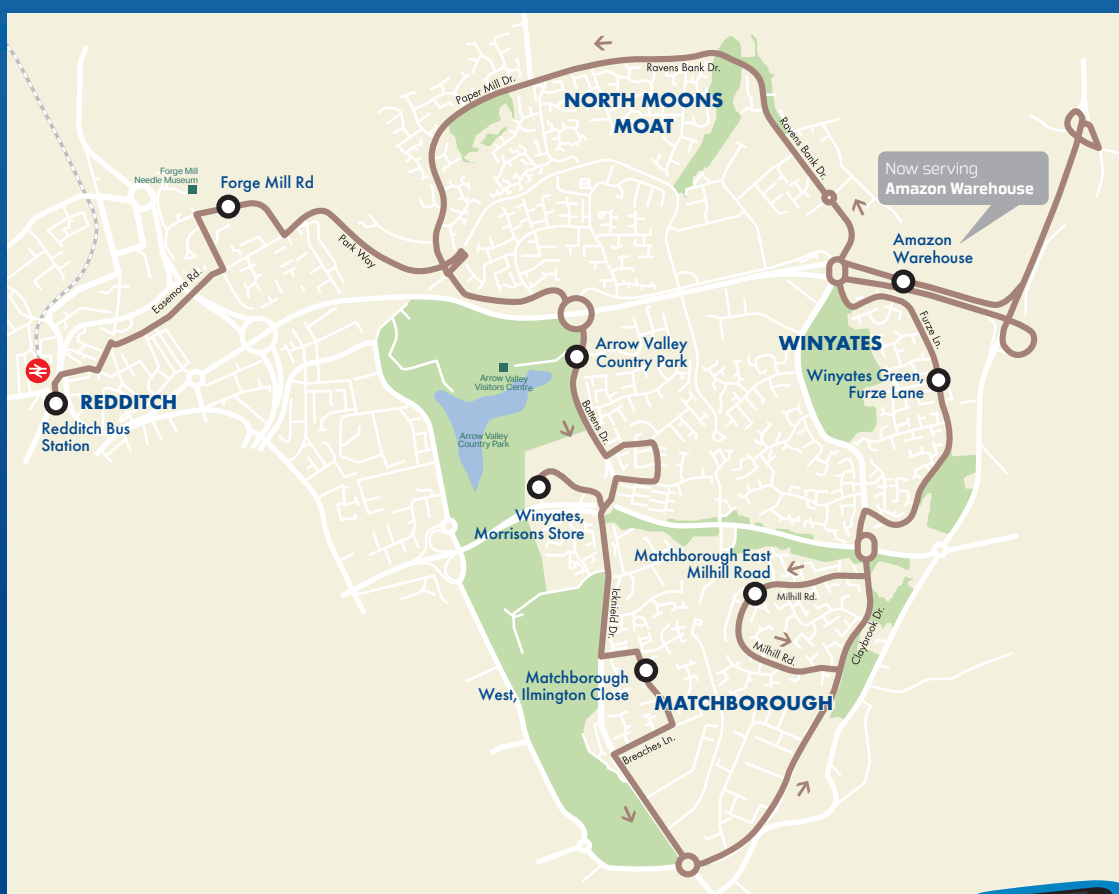 Ravens Bank Dr.
Paper Mill Dr.
NORTH MOONS
MOAT
Ravens Bank Dr.
Now serving
Amazon Warehouse
Forge Mill
Needle Museum
Forge Mill Rd
Park Way
Amazon
Warehouse
Easemore Rd.
Furze Ln.
WINYATES
Arrow Valley
Country Park
Winyates Green,
Furze Lane
Arrow Valley
Visitors Centre
REDDITCH
Redditch Bus
Station
Battens Dr.
Arrow Valley
Country Park
Winyates,
Morrisons Store
Matchborough East
Milhill Road
Milhill Rd.
Icknield Dr.
Claybrook Dr.
Milhill Rd.
Matchborough
West, Ilmington Close
MATCHBOROUGH
Breaches Ln.